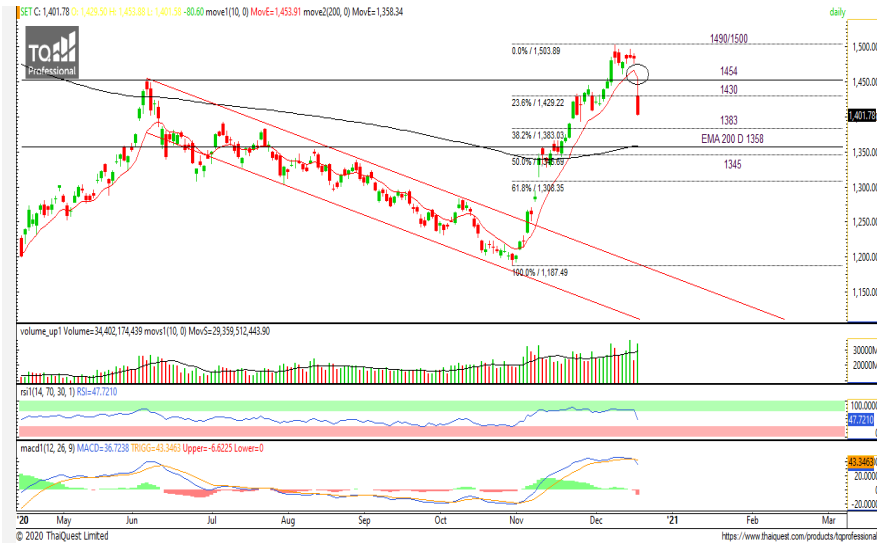 SET C: 1,401.78 O: 1,429.50 H: 1,453.68 L: 1,401.50 -80.60 move1(10, 0) MovE=1,453.91 move2(200, 0) MovE=1,358.34 daily
TQ
Professional
0.0% / 1,503.89
1490/1500
1,500.00
1454
1,450.00
23.6% / 1,429.22
1430
1,401.78
38.2% / 1,383.03
1383
EMA 200 D 1358
1,350.00
50.0% /
1345
61.8% / 1,308.35
1,300.00
1,250.00
1,200.00
100.0% / 1,187.49
1,150.00
volume_up1 Volume=34,402,174,439 movs1(10, 0) MovS=29,359,512,443.90
30000M
20000M
rsi1(14, 70, 30, 1) RSI=47.7210
100.0000
47.7210
macd1(12, 26, 9) MACD=36.7238 TRIGG=43.3463 Upper=-6.6225 Lower=0
43.3463
20.0000
-20.0000
'20 May Jun Jul Aug Sep Oct Nov Dec '21 Feb Mar
© 2020 ThaiQuest Limited
https://www.thaiquest.com/products/tqprofessional